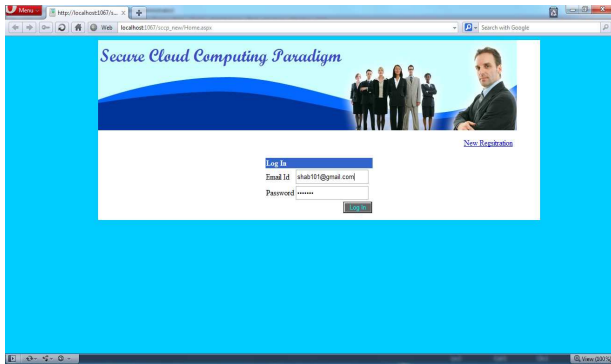 Menu
http://localhost:1067/s...
Web localhost:1067/sccp_new/Home.aspx
Search with Google
Secure Cloud Computing Paradigm
New Regsitration
Log In
Email Id shab101@gmail.com
Password •••••••
Log In
View (100%)